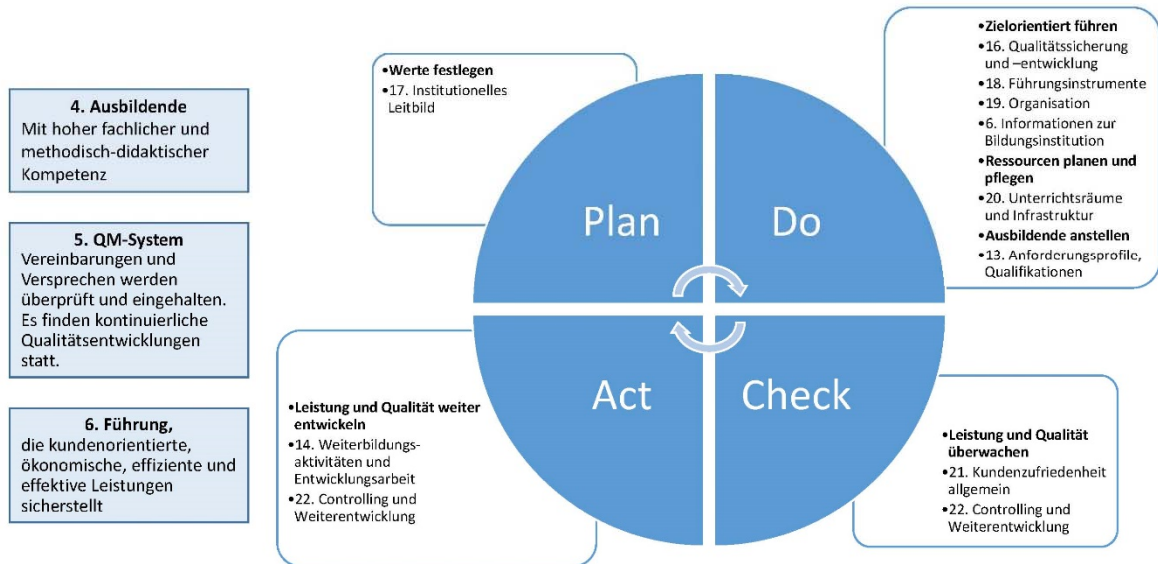 4. Ausbildende
Mit hoher fachlicher und
methodisch-didaktischer
Kompetenz
5. QM-System
Vereinbarungen und
Versprechen werden
überprüft und eingehalten.
Es finden kontinuierliche
Qualitätsentwicklungen
statt.
6. Führung,
die kundenorientierte,
ökonomische, effiziente und
effektive Leistungen
sicherstellt
•Werte festlegen
•17. Institutionelles
Leitbild
Plan
Do
•Zielorientiert führen
•16. Qualitätssicherung
und –entwicklung
•18. Führungsinstrumente
•19. Organisation
•6. Informationen zur
Bildungsinstitution
•Ressourcen planen und
pflegen
•20. Unterrichtsräume
und Infrastruktur
•Ausbildende anstellen
•13. Anforderungsprofile,
Qualifikationen
•Leistung und Qualität weiter
entwickeln
•14. Weiterbildungs-
aktivitäten und
Entwicklungsarbeit
•22. Controlling und
Weiterentwicklung
Act
Check
•Leistung und Qualität
überwachen
•21. Kundenzufriedenheit
allgemein
•22. Controlling und
Weiterentwicklung